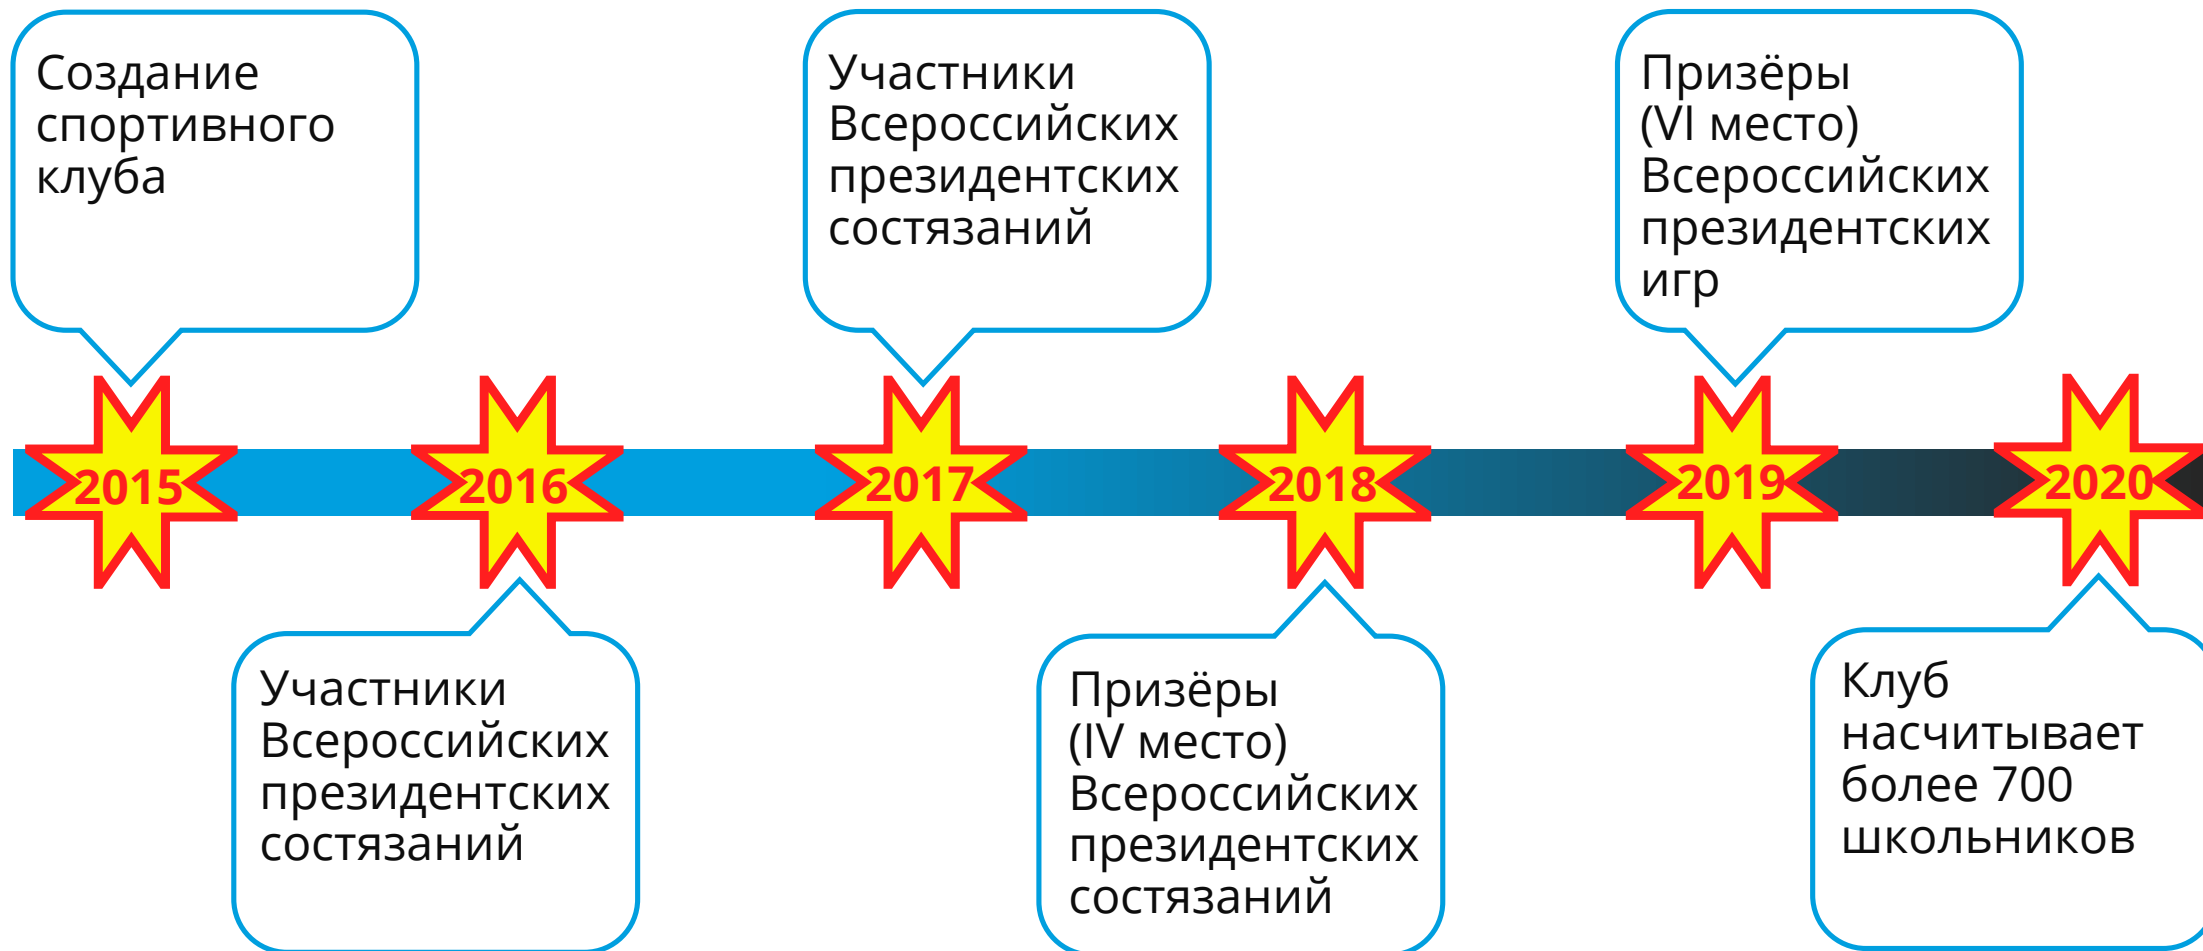 Создание
спортивного
клуба
Участники
Всероссийских
президентских
состязаний
Призёры
(VI место)
Всероссийских
президентских
игр
2015
2016
2017
2018
2019
2020
Участники
Всероссийских
президентских
состязаний
Призёры
(IV место)
Всероссийских
президентских
состязаний
Клуб
насчитывает
более 700
школьников